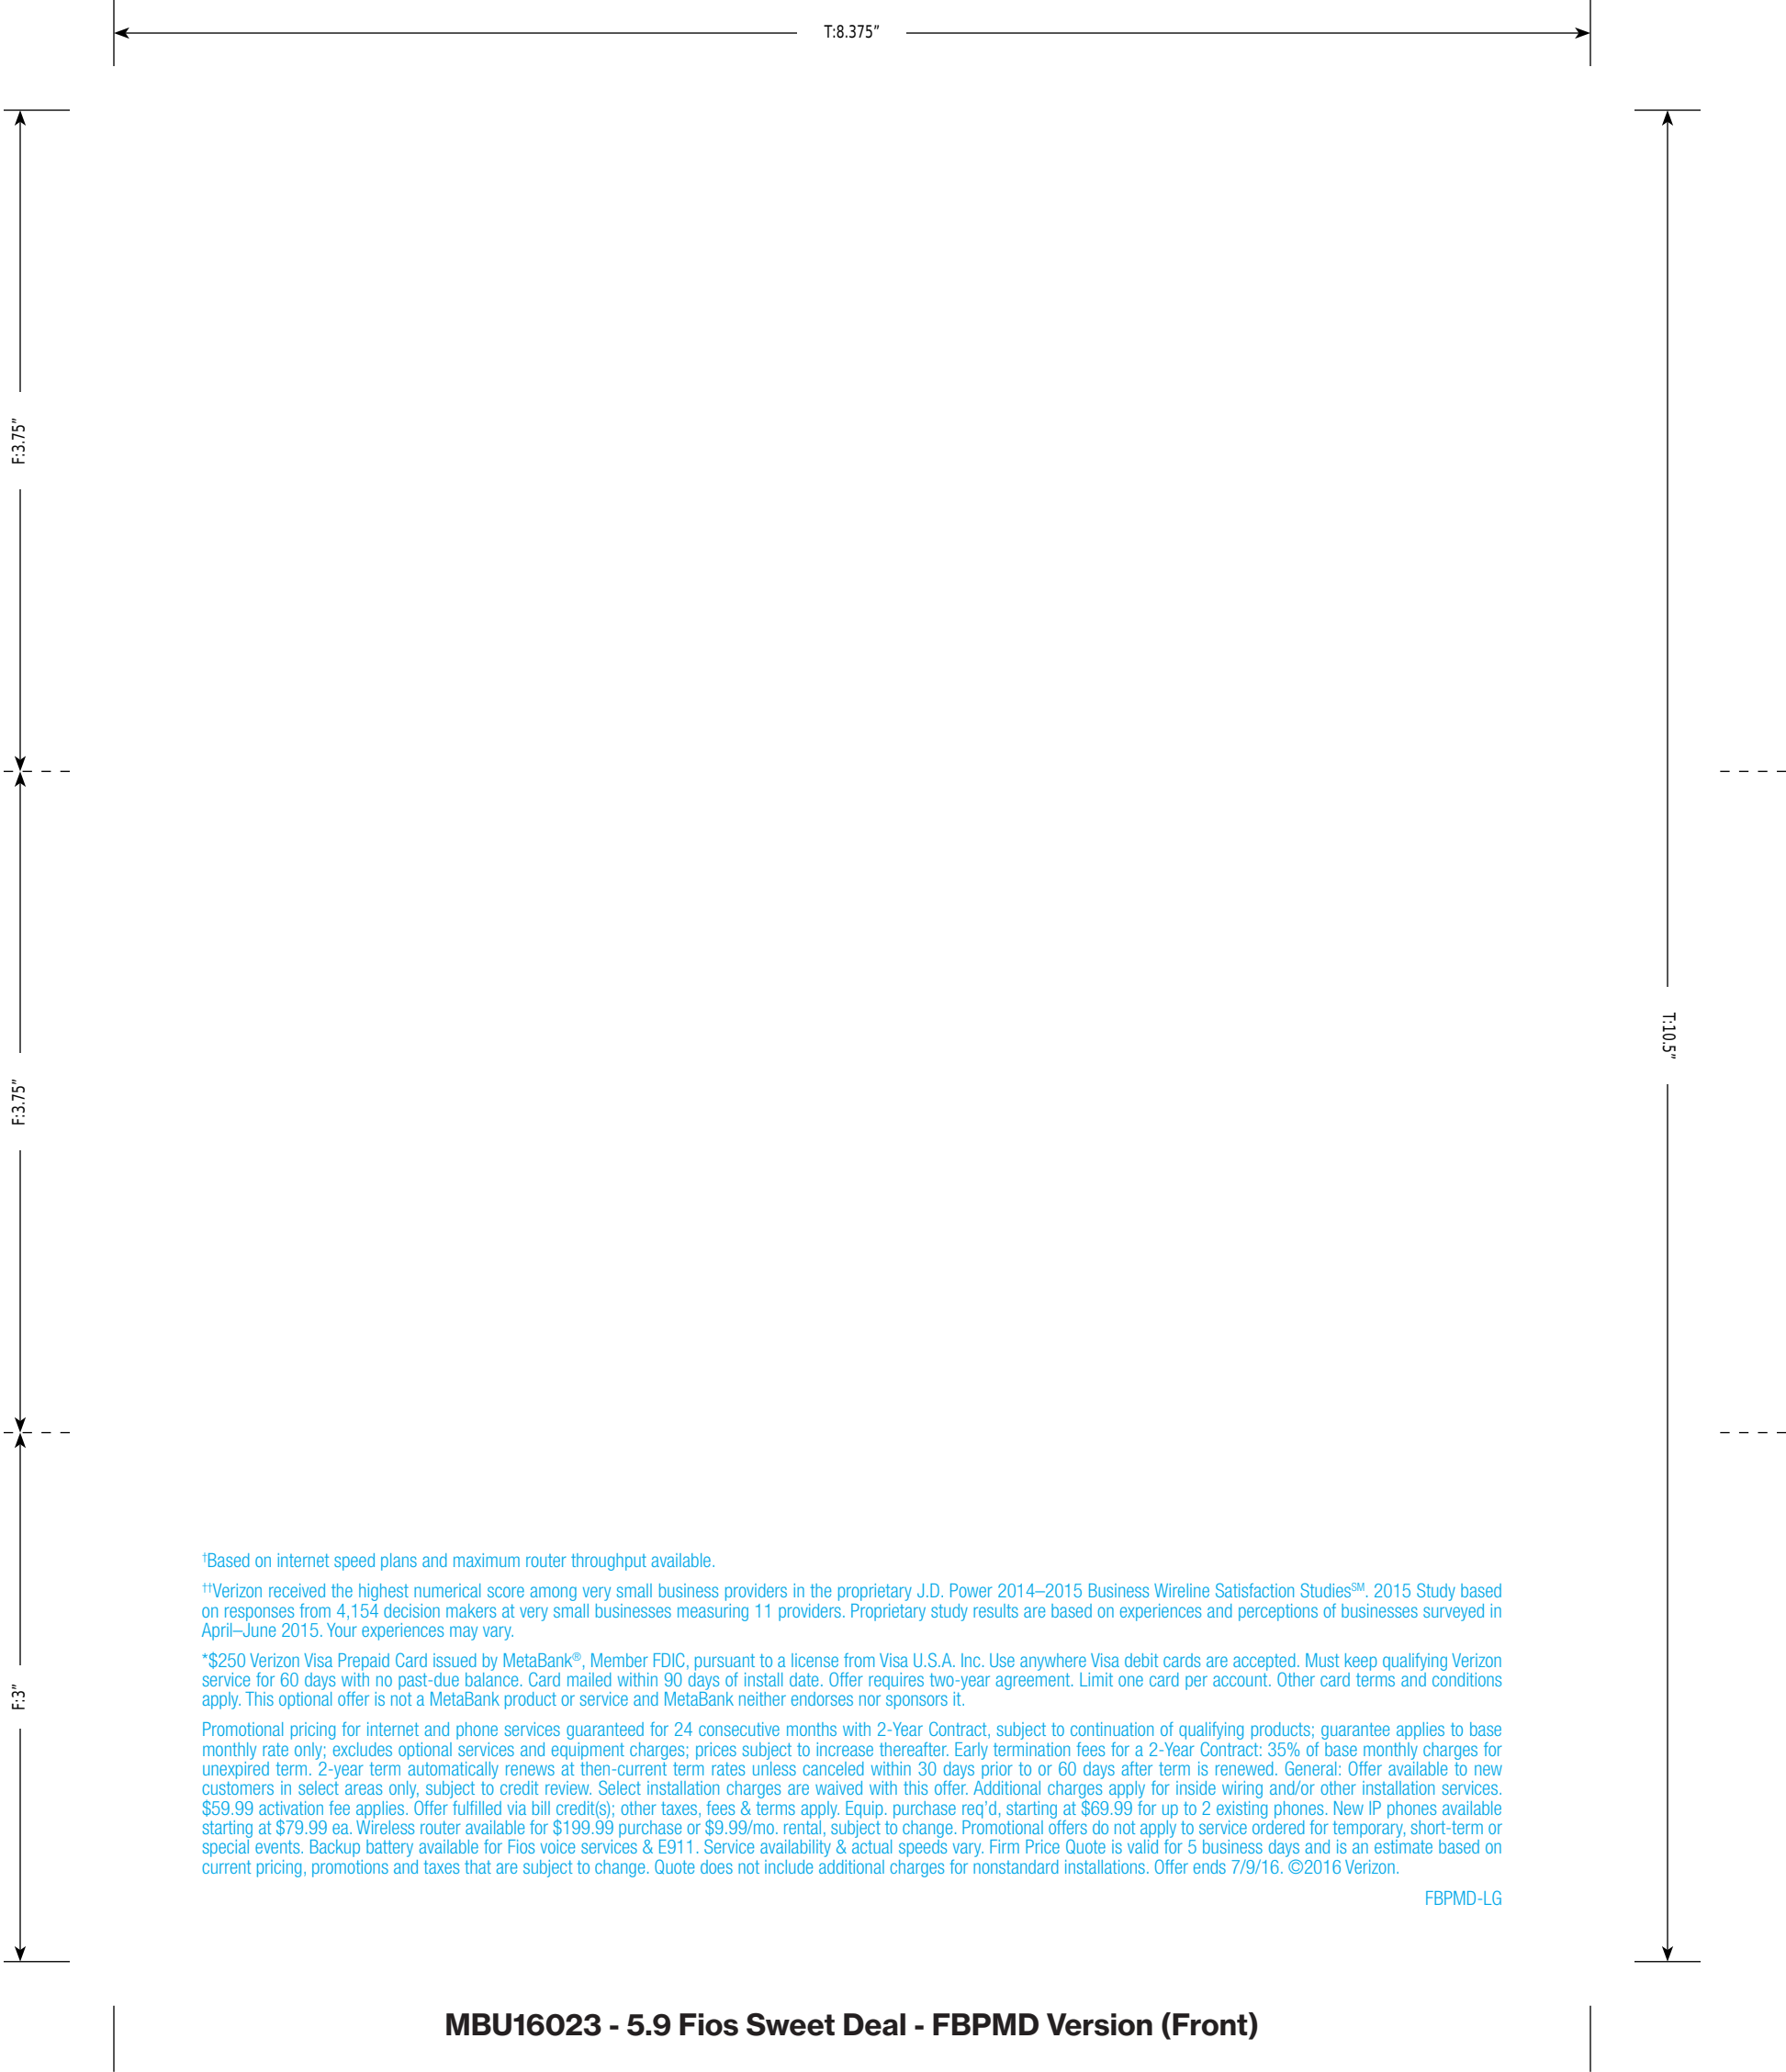 T:8.375”
F:3.75”
F:3.75”
T:10.5”
F:3”
†Based on internet speed plans and maximum router throughput available.
††Verizon received the highest numerical score among very small business providers in the proprietary J.D. Power 2014–2015 Business Wireline Satisfaction StudiesSM. 2015 Study based
on responses from 4,154 decision makers at very small businesses measuring 11 providers. Proprietary study results are based on experiences and perceptions of businesses surveyed in
April–June 2015. Your experiences may vary.
*$250 Verizon Visa Prepaid Card issued by MetaBank®, Member FDIC, pursuant to a license from Visa U.S.A. Inc. Use anywhere Visa debit cards are accepted. Must keep qualifying Verizon
service for 60 days with no past-due balance. Card mailed within 90 days of install date. Offer requires two-year agreement. Limit one card per account. Other card terms and conditions
apply. This optional offer is not a MetaBank product or service and MetaBank neither endorses nor sponsors it.
Promotional pricing for internet and phone services guaranteed for 24 consecutive months with 2-Year Contract, subject to continuation of qualifying products; guarantee applies to base
monthly rate only; excludes optional services and equipment charges; prices subject to increase thereafter. Early termination fees for a 2-Year Contract: 35% of base monthly charges for
unexpired term. 2-year term automatically renews at then-current term rates unless canceled within 30 days prior to or 60 days after term is renewed. General: Offer available to new
customers in select areas only, subject to credit review. Select installation charges are waived with this offer. Additional charges apply for inside wiring and/or other installation services.
$59.99 activation fee applies. Offer fulfilled via bill credit(s); other taxes, fees & terms apply. Equip. purchase req’d, starting at $69.99 for up to 2 existing phones. New IP phones available
starting at $79.99 ea. Wireless router available for $199.99 purchase or $9.99/mo. rental, subject to change. Promotional offers do not apply to service ordered for temporary, short-term or
special events. Backup battery available for Fios voice services & E911. Service availability & actual speeds vary. Firm Price Quote is valid for 5 business days and is an estimate based on
current pricing, promotions and taxes that are subject to change. Quote does not include additional charges for nonstandard installations. Offer ends 7/9/16. ©2016 Verizon.
FBPMD-LG
MBU16023 - 5.9 Fios Sweet Deal - FBPMD Version (Front)